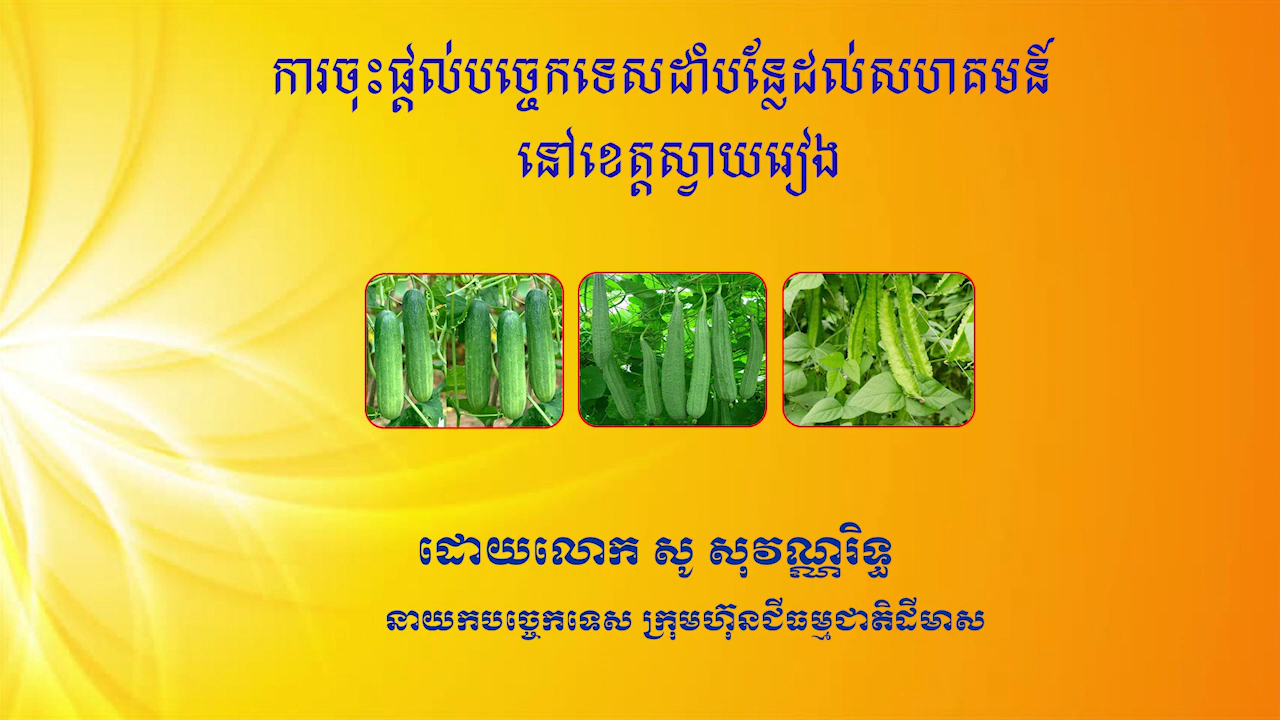 ការចុះផ្តល់បច្ចេកទេសដាំបន្លែដល់សហគមន៍
នៅខេត្តស្វាយរៀង
ដោយលោក សូ សុវណ្ណរិទ្ធ
នាយកបច្ចេកទេស ក្រុមហ៊ុនជីធម្មជាតិដីមាស